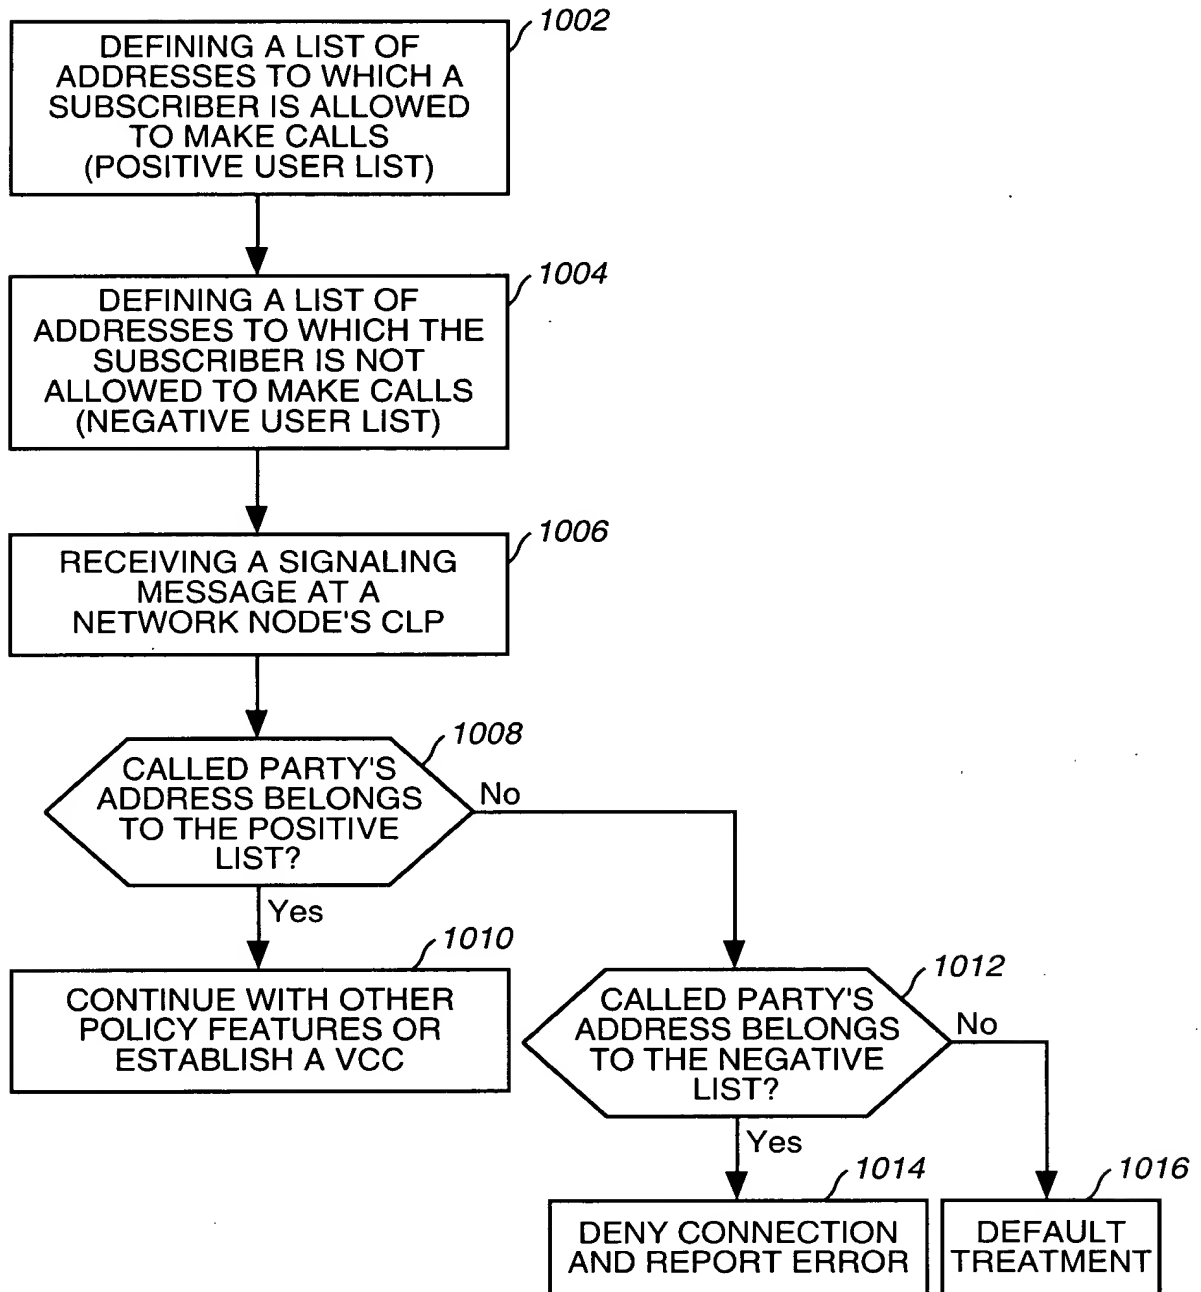 1002
DEFINING A LIST OF
ADDRESSES TO WHICH A
SUBSCRIBER IS ALLOWED
TO MAKE CALLS
(POSITIVE USER LIST)
1004
DEFINING A LIST OF
ADDRESSES TO WHICH THE
SUBSCRIBER IS NOT
ALLOWED TO MAKE CALLS
(NEGATIVE USER LIST)
1006
RECEIVING A SIGNALING
MESSAGE AT A
NETWORK NODE'S CLP
1008
CALLED PARTY'S
ADDRESS BELONGS
TO THE POSITIVE
LIST?
No
Yes
1010
CONTINUE WITH OTHER
POLICY FEATURES OR
ESTABLISH A VCC
1012
CALLED PARTY'S
ADDRESS BELONGS
TO THE NEGATIVE
LIST?
No
Yes
1014
DENY CONNECTION
AND REPORT ERROR
1016
DEFAULT
TREATMENT